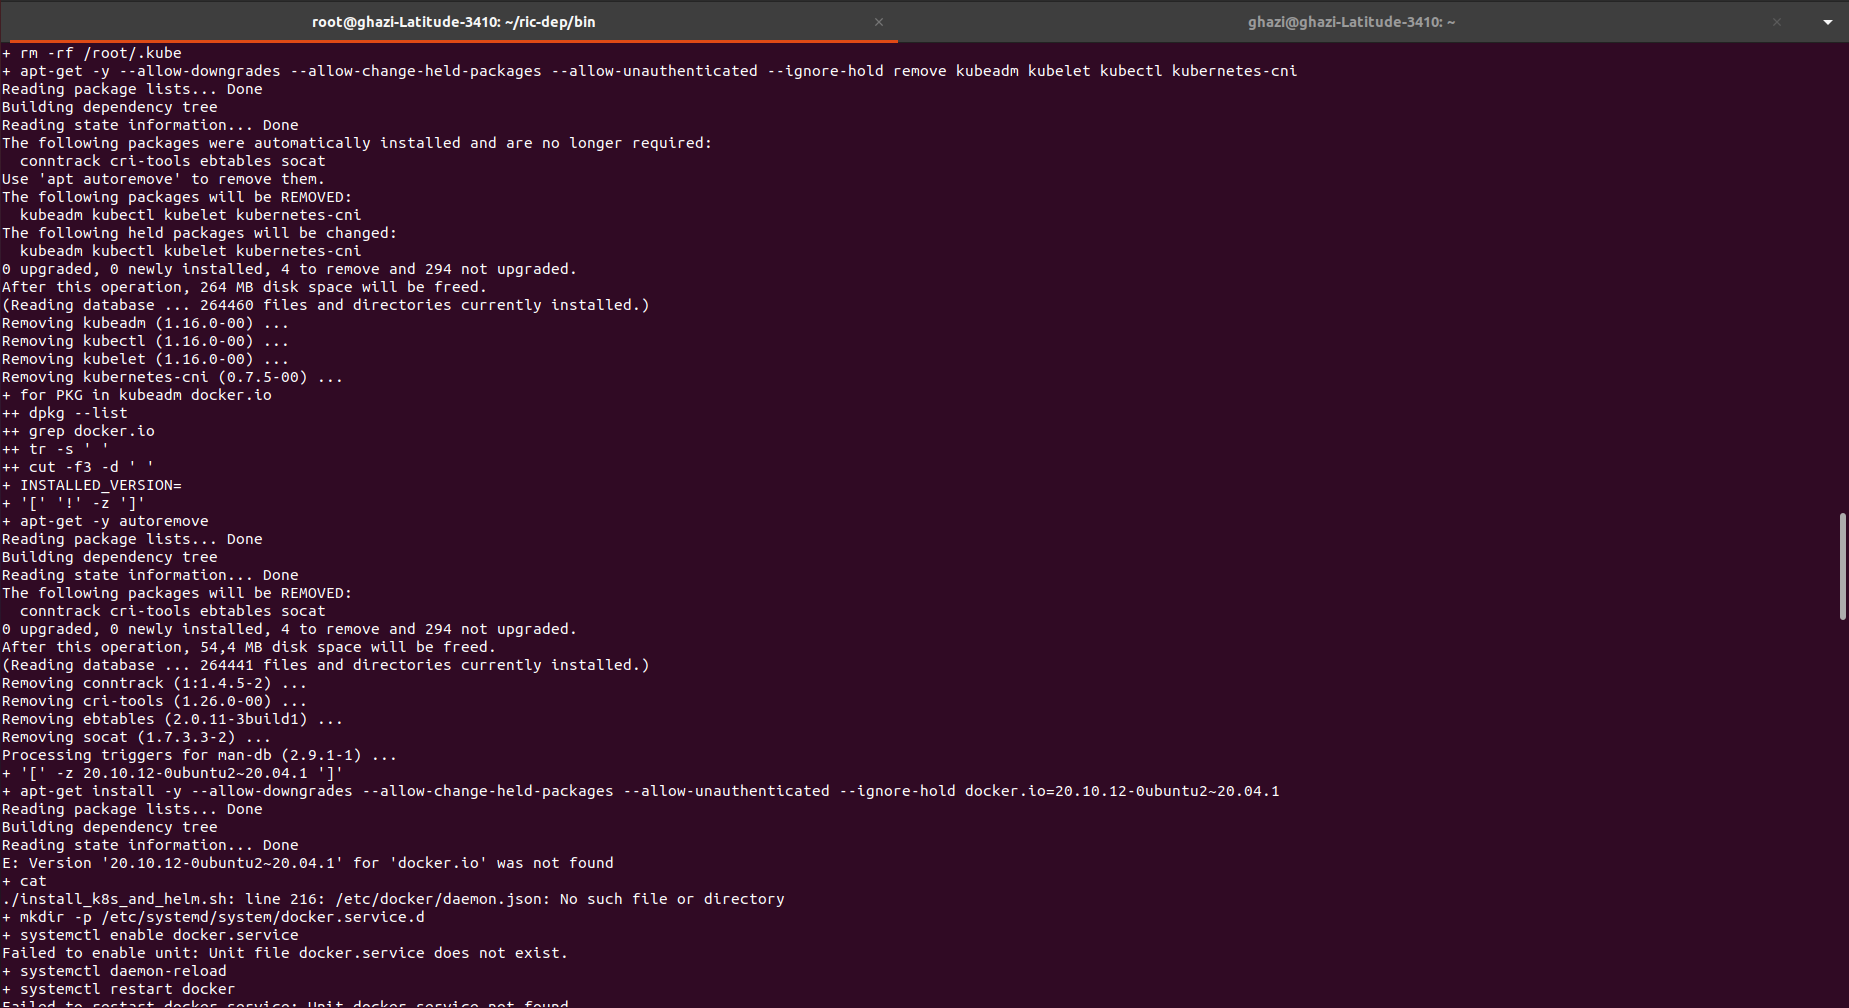 root@ghazi-Latitude-3410: ~/ric-dep/bin
ghazi@ghazi-Latitude-3410: ~
+ rm -rf /root/.kube
+ apt-get -y --allow-downgrades --allow-change-held-packages --allow-unauthenticated --ignore-hold remove kubeadm kubelet kubectl kubernetes-cni
Reading package lists... Done
Building dependency tree
Reading state information... Done
The following packages were automatically installed and are no longer required:
  conntrack cri-tools ebtables socat
Use 'apt autoremove' to remove them.
The following packages will be REMOVED:
  kubeadm kubectl kubelet kubernetes-cni
The following held packages will be changed:
  kubeadm kubectl kubelet kubernetes-cni
0 upgraded, 0 newly installed, 4 to remove and 294 not upgraded.
After this operation, 264 MB disk space will be freed.
(Reading database ... 264460 files and directories currently installed.)
Removing kubeadm (1.16.0-00) ...
Removing kubectl (1.16.0-00) ...
Removing kubelet (1.16.0-00) ...
Removing kubernetes-cni (0.7.5-00) ...
+ for PKG in kubeadm docker.io
++ dpkg --list
++ grep docker.io
++ tr -s ' '
++ cut -f3 -d ' '
+ INSTALLED_VERSION=
+ '[' '!' -z ']'
+ apt-get -y autoremove
Reading package lists... Done
Building dependency tree
Reading state information... Done
The following packages will be REMOVED:
  conntrack cri-tools ebtables socat
0 upgraded, 0 newly installed, 4 to remove and 294 not upgraded.
After this operation, 54,4 MB disk space will be freed.
(Reading database ... 264441 files and directories currently installed.)
Removing conntrack (1:1.4.5-2) ...
Removing cri-tools (1.26.0-00) ...
Removing ebtables (2.0.11-3build1) ...
Removing socat (1.7.3.3-2) ...
Processing triggers for man-db (2.9.1-1) ...
+ '[' -z 20.10.12-0ubuntu2~20.04.1 ']'
+ apt-get install -y --allow-downgrades --allow-change-held-packages --allow-unauthenticated --ignore-hold docker.io=20.10.12-0ubuntu2~20.04.1
Reading package lists... Done
Building dependency tree
Reading state information... Done
E: Version '20.10.12-0ubuntu2~20.04.1' for 'docker.io' was not found
+ cat
./install_k8s_and_helm.sh: line 216: /etc/docker/daemon.json: No such file or directory
+ mkdir -p /etc/systemd/system/docker.service.d
+ systemctl enable docker.service
Failed to enable unit: Unit file docker.service does not exist.
+ systemctl daemon-reload
+ systemctl restart docker
Failed to restart docker.service: Unit docker.service not found.